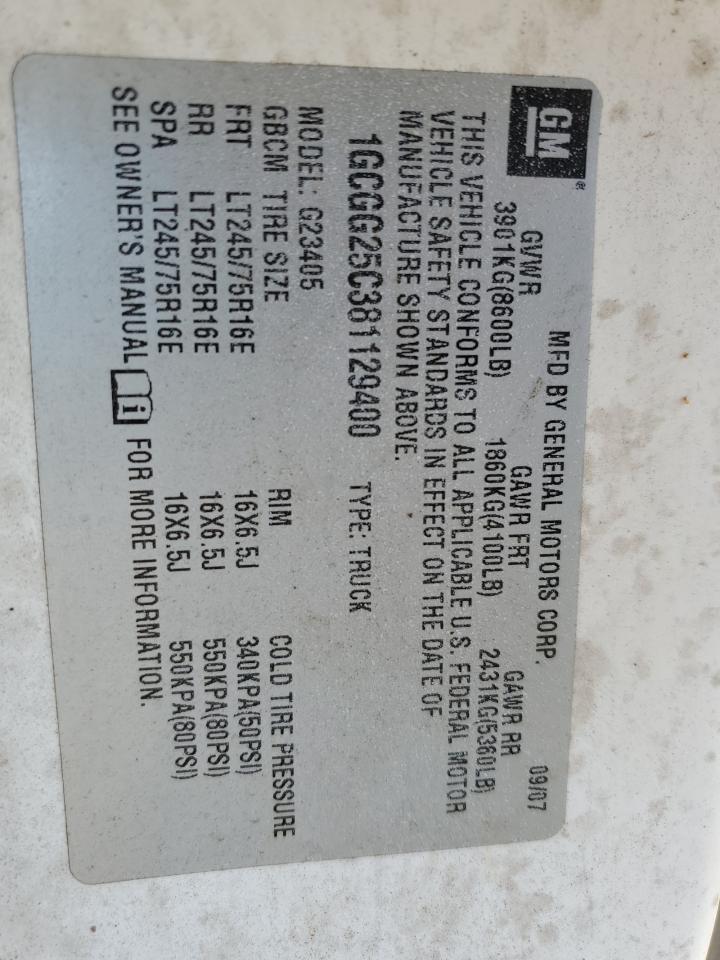 GM®
MFD BY GENERAL MOTORS CORP. 09/07
GVWR GAWR FRT GAWR RR
3901KG(8600LB) 1860KG(4100LB) 2431KG(5360LB)
THIS VEHICLE CONFORMS TO ALL APPLICABLE U.S. FEDERAL MOTOR
VEHICLE SAFETY STANDARDS IN EFFECT ON THE DATE OF
MANUFACTURE SHOWN ABOVE.
1GCGG25C381129400 TYPE: TRUCK
MODEL: G23405
GBCM TIRE SIZE RIM COLD TIRE PRESSURE
FRT LT245/75R16E 16X6.5J 340KPA(50PSI)
RR LT245/75R16E 16X6.5J 550KPA(80PSI)
SPA LT245/75R16E 16X6.5J 550KPA(80PSI)
SEE OWNER'S MANUAL FOR MORE INFORMATION.